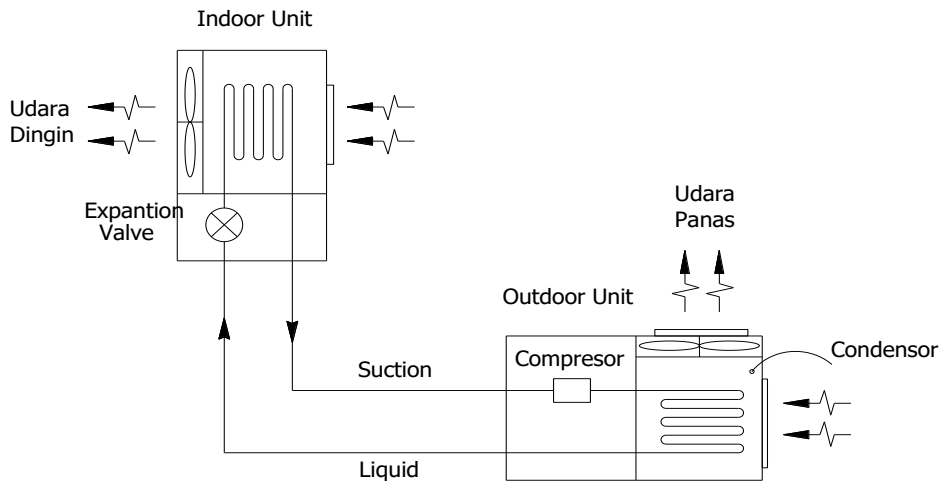 Indoor Unit
Udara
Dingin
Expantion
Valve
Udara
Panas
Outdoor Unit
Compresor
Condensor
Suction
Liquid